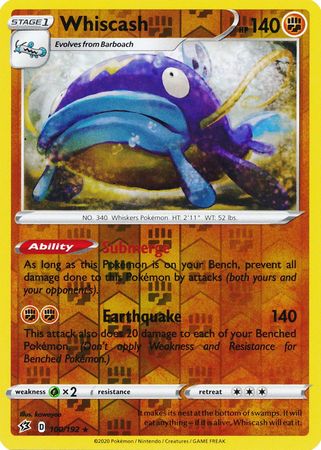 STAGE 1
Whiscash
HP 140
Evolves from Barboach
NO. 340 Whiskers Pokémon HT: 2'11" WT: 52 lbs.
Ability Submerge
As long as this Pokémon is on your Bench, prevent all
damage done to this Pokémon by attacks (both yours and
your opponent's).
Earthquake 140
This attack also does 20 damage to each of your Benched
Pokémon. (Don't apply Weakness and Resistance for
Benched Pokémon.)
weakness ×2 resistance retreat
Illus. kawayoo
D 100/192 ★
It makes its nest at the bottom of swamps. It will
eat anything—if it is alive, Whiscash will eat it.
©2020 Pokémon / Nintendo / Creatures / GAME FREAK